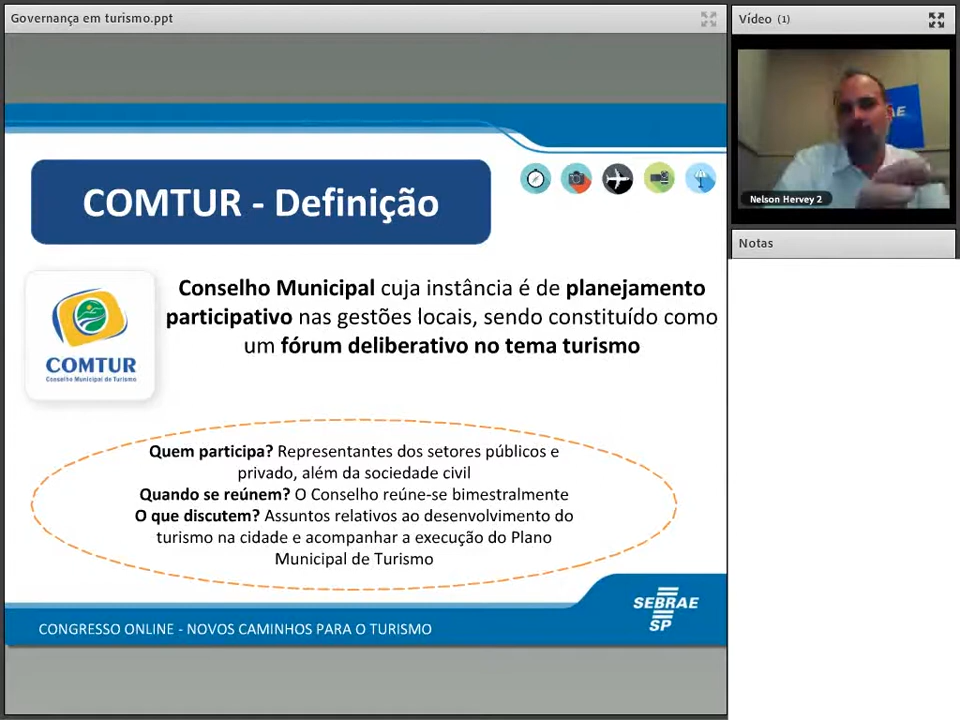 Governança em turismo.ppt
Vídeo (1)
AE
Nelson Hervey 2
Notas
COMTUR - Definição
COMTUR
Conselho Municipal de Turismo
Conselho Municipal cuja instância é de planejamento
participativo nas gestões locais, sendo constituído como
um fórum deliberativo no tema turismo
Quem participa? Representantes dos setores públicos e
privado, além da sociedade civil
Quando se reúnem? O Conselho reúne-se bimestralmente
O que discutem? Assuntos relativos ao desenvolvimento do
turismo na cidade e acompanhar a execução do Plano
Municipal de Turismo
SEBRAE
SP
CONGRESSO ONLINE - NOVOS CAMINHOS PARA O TURISMO